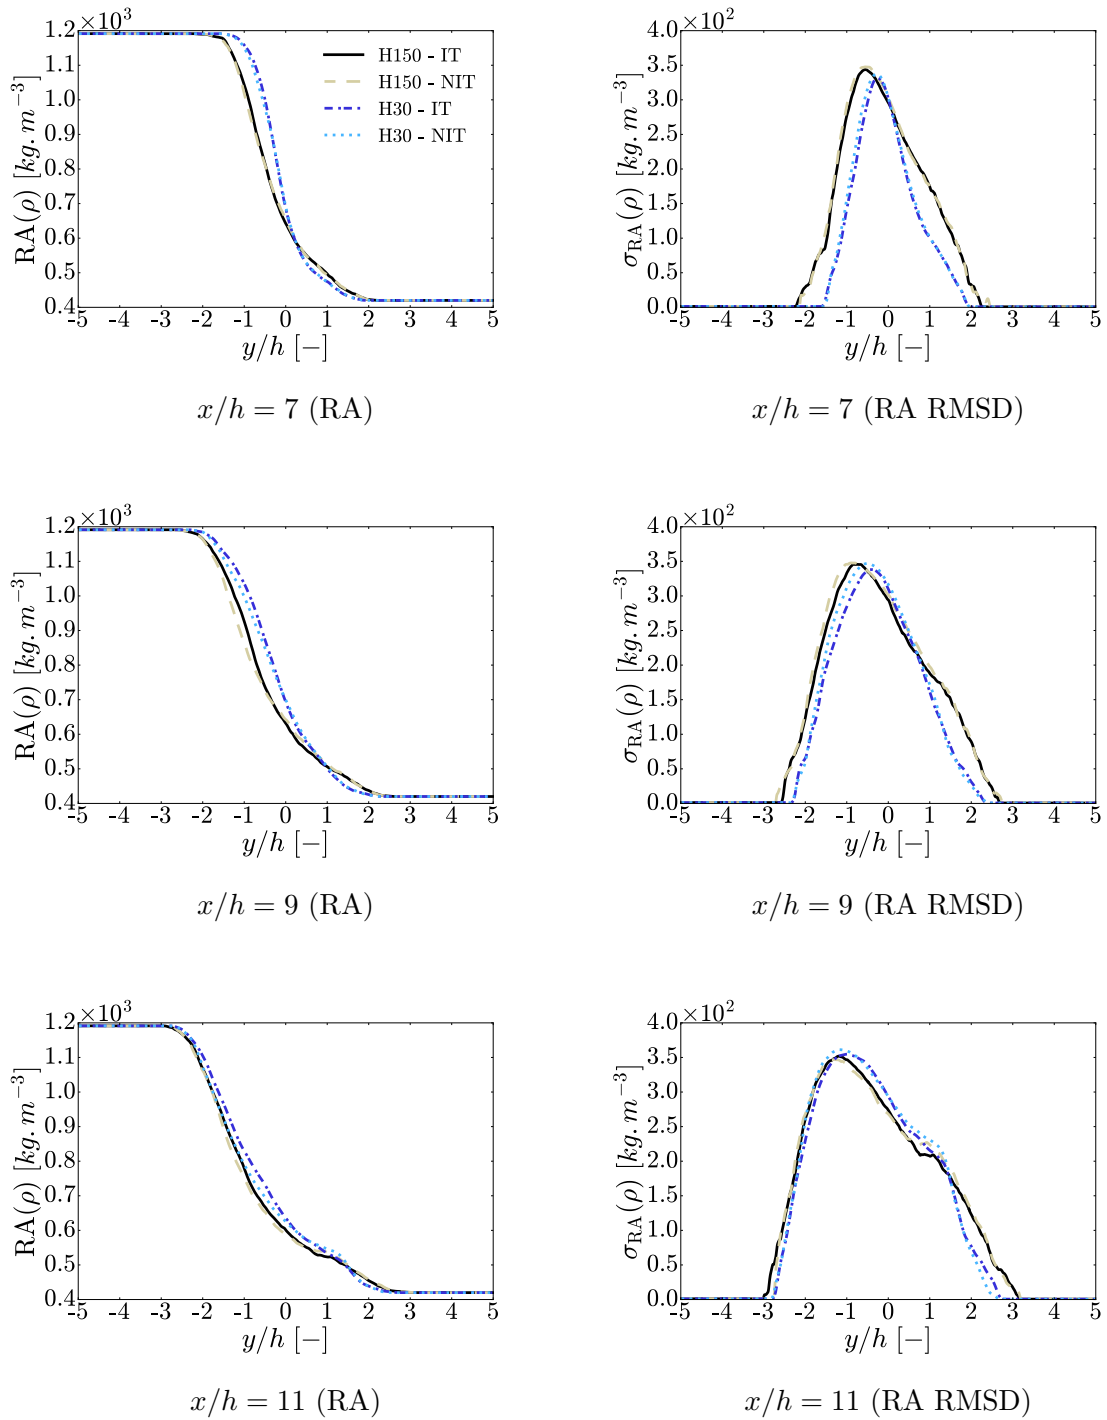 ×10³
1.2
1.1
1.0
0.9
0.8
0.7
0.6
0.5
0.4
RA(ρ) [kg.m⁻³]
H150 - IT
H150 - NIT
H30 - IT
H30 - NIT
-5 -4 -3 -2 -1 0 1 2 3 4 5
y/h [−]
x/h = 7 (RA)
×10²
4.0
3.5
3.0
2.5
2.0
1.5
1.0
0.5
0.0
σRA(ρ) [kg.m⁻³]
-5 -4 -3 -2 -1 0 1 2 3 4 5
y/h [−]
x/h = 7 (RA RMSD)
×10³
1.2
1.1
1.0
0.9
0.8
0.7
0.6
0.5
0.4
RA(ρ) [kg.m⁻³]
-5 -4 -3 -2 -1 0 1 2 3 4 5
y/h [−]
x/h = 9 (RA)
×10²
4.0
3.5
3.0
2.5
2.0
1.5
1.0
0.5
0.0
σRA(ρ) [kg.m⁻³]
-5 -4 -3 -2 -1 0 1 2 3 4 5
y/h [−]
x/h = 9 (RA RMSD)
×10³
1.2
1.1
1.0
0.9
0.8
0.7
0.6
0.5
0.4
RA(ρ) [kg.m⁻³]
-5 -4 -3 -2 -1 0 1 2 3 4 5
y/h [−]
x/h = 11 (RA)
×10²
4.0
3.5
3.0
2.5
2.0
1.5
1.0
0.5
0.0
σRA(ρ) [kg.m⁻³]
-5 -4 -3 -2 -1 0 1 2 3 4 5
y/h [−]
x/h = 11 (RA RMSD)